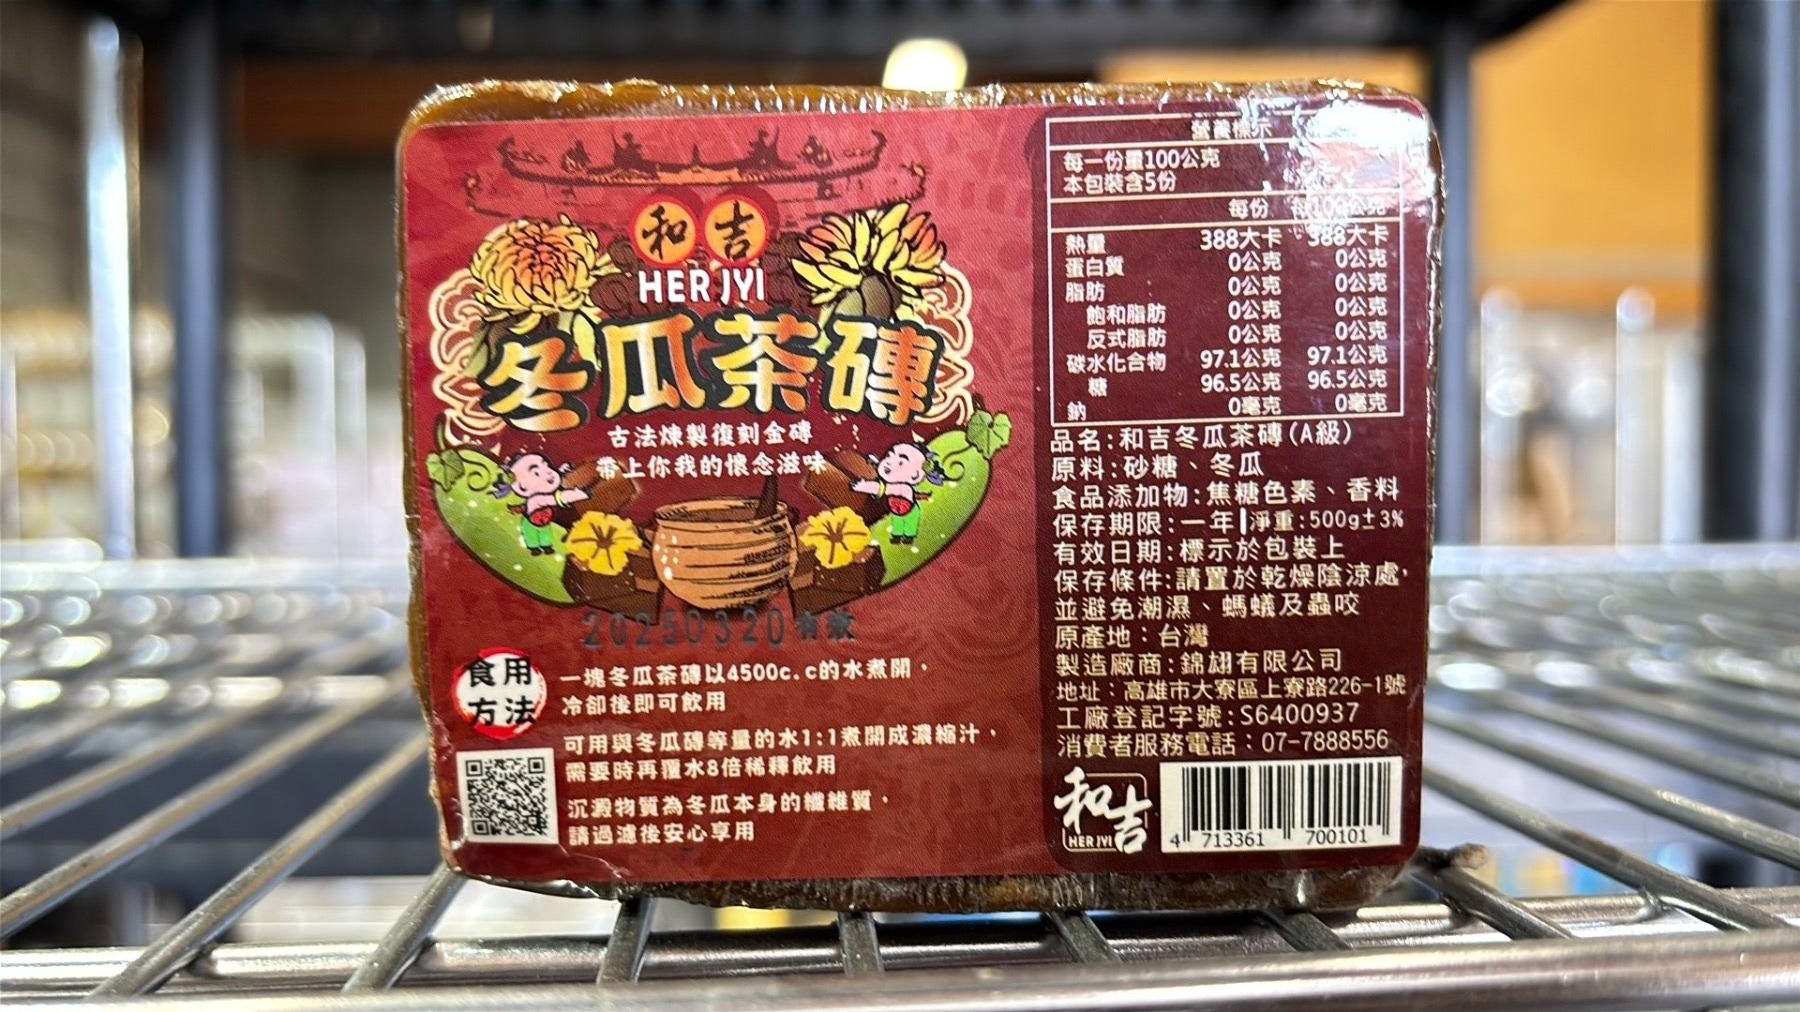 和吉
HER JYI
冬瓜茶磚
古法煉製復刻金磚
帶上你我的懷念滋味
20250320有效
食用方法
一塊冬瓜茶磚以4500c.c的水煮開，
冷卻後即可飲用
可用與冬瓜磚等量的水1:1煮開成濃縮汁，
需要時再覆水8倍稀釋飲用
沉澱物質為冬瓜本身的纖維質，
請過濾後安心享用
營養標示
每一份量100公克
本包裝含5份
每份 每100公克
熱量 388大卡 388大卡
蛋白質 0公克 0公克
脂肪 0公克 0公克
飽和脂肪 0公克 0公克
反式脂肪 0公克 0公克
碳水化合物 97.1公克 97.1公克
糖 96.5公克 96.5公克
鈉 0毫克 0毫克
品名:和吉冬瓜茶磚(A級)
原料:砂糖、冬瓜
食品添加物:焦糖色素、香料
保存期限:一年|淨重:500g±3%
有效日期:標示於包裝上
保存條件:請置於乾燥陰涼處，
並避免潮濕、螞蟻及蟲咬
原產地:台灣
製造廠商:錦翃有限公司
地址:高雄市大寮區上寮路226-1號
工廠登記字號:S6400937
消費者服務電話:07-7888556
和吉
HER JYI
4 713361 700101